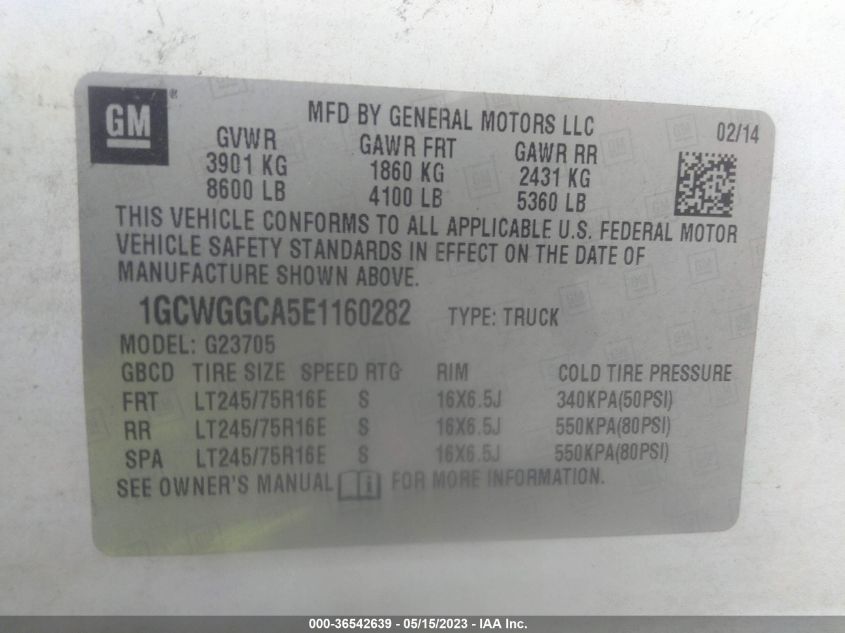 GM ®
MFD BY GENERAL MOTORS LLC 02/14
GVWR GAWR FRT GAWR RR
3901 KG 1860 KG 2431 KG
8600 LB 4100 LB 5360 LB
THIS VEHICLE CONFORMS TO ALL APPLICABLE U.S. FEDERAL MOTOR
VEHICLE SAFETY STANDARDS IN EFFECT ON THE DATE OF
MANUFACTURE SHOWN ABOVE.
1GCWGGCA5E1160282 TYPE: TRUCK
MODEL: G23705
GBCD TIRE SIZE SPEED RTG RIM COLD TIRE PRESSURE
FRT LT245/75R16E S 16X6.5J 340KPA(50PSI)
RR LT245/75R16E S 16X6.5J 550KPA(80PSI)
SPA LT245/75R16E S 16X6.5J 550KPA(80PSI)
SEE OWNER'S MANUAL i FOR MORE INFORMATION.
000-36542639 - 05/15/2023 - IAA Inc.